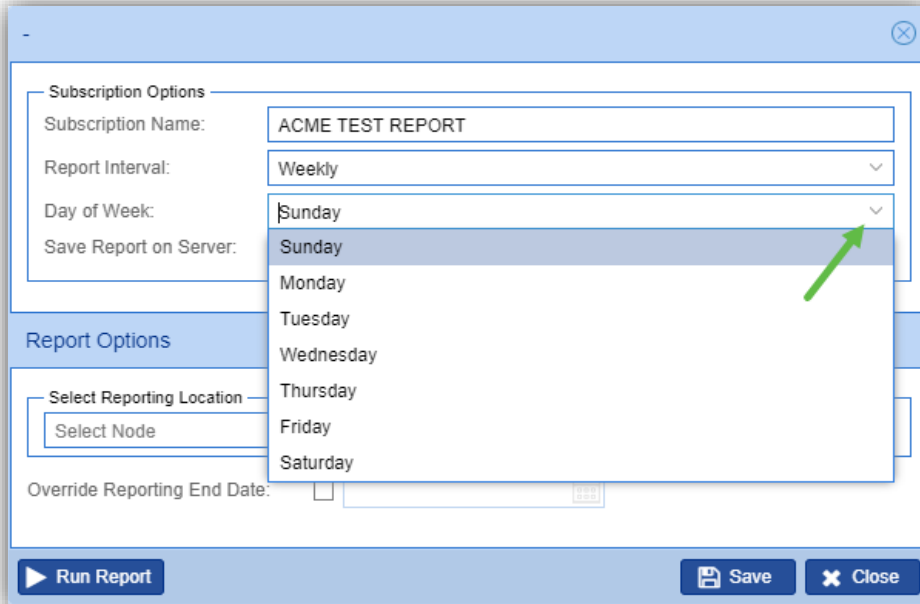 -
Subscription Options
Subscription Name: ACME TEST REPORT
Report Interval: Weekly
Day of Week: Sunday
Save Report on Server:
Sunday
Monday
Tuesday
Wednesday
Thursday
Friday
Saturday
Report Options
Select Reporting Location
Select Node
Override Reporting End Date:
Run Report Save Close